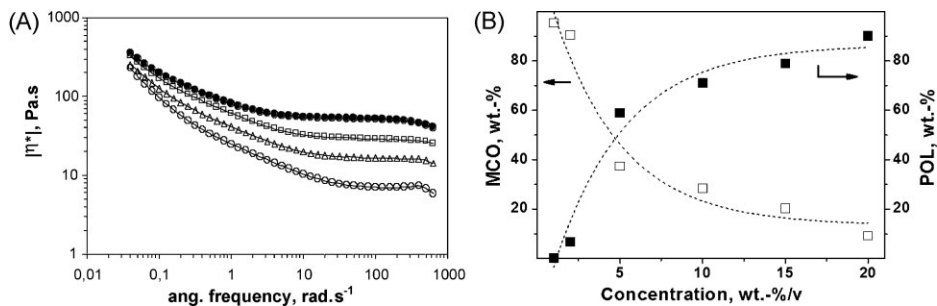 (A)
1000
100
10
1
|η*|, Pa.s
0,01 0,1 1 10 100 1000
ang. frequency, rad.s⁻¹
(B)
80
60
40
20
MCO, wt.-%
80
60
40
20
POL, wt.-%
5 10 15 20
Concentration, wt.-%/v